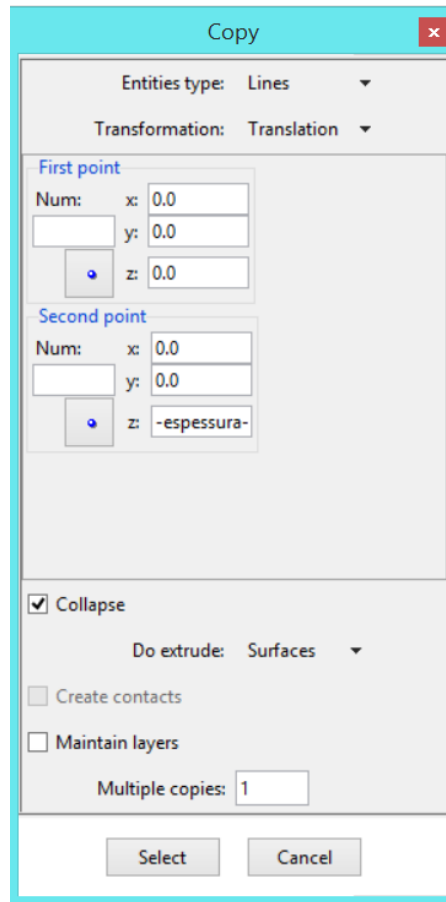 Copy
x
Entities type: Lines
Transformation: Translation
First point
Num: x: 0.0
y: 0.0
z: 0.0
Second point
Num: x: 0.0
y: 0.0
z: -espessura-
Collapse
Do extrude: Surfaces
Create contacts
Maintain layers
Multiple copies: 1
Select Cancel